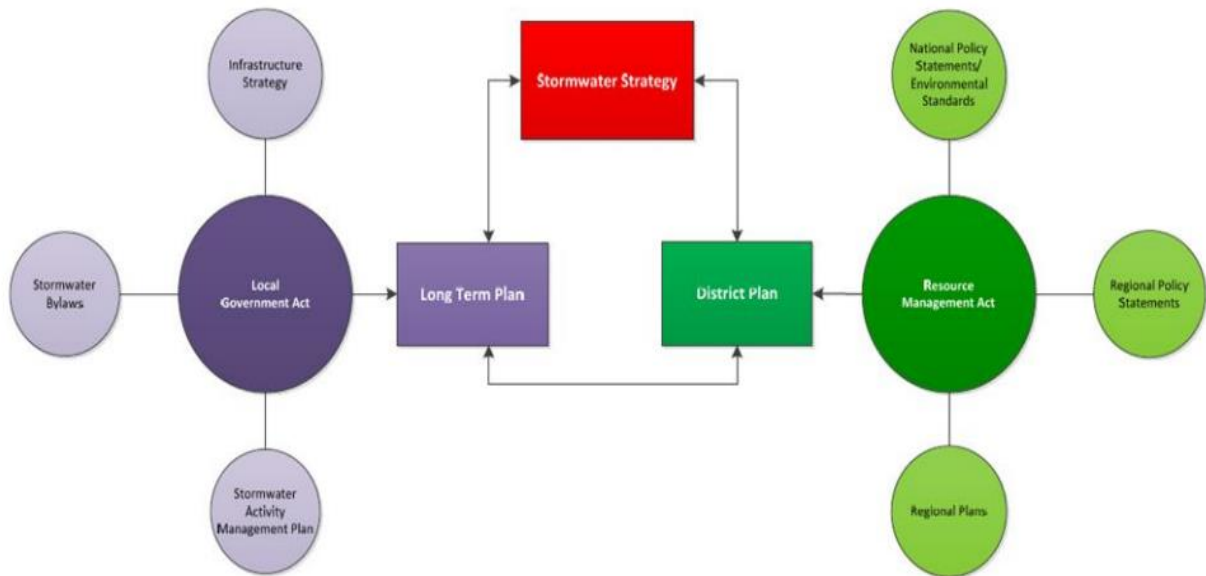 Infrastructure
Strategy
Stormwater Strategy
National Policy
Statements/
Environmental
Standards
Stormwater
Bylaws
Local
Government Act
Long Term Plan
District Plan
Resource
Management Act
Regional Policy
Statements
Stormwater
Activity
Management Plan
Regional Plans